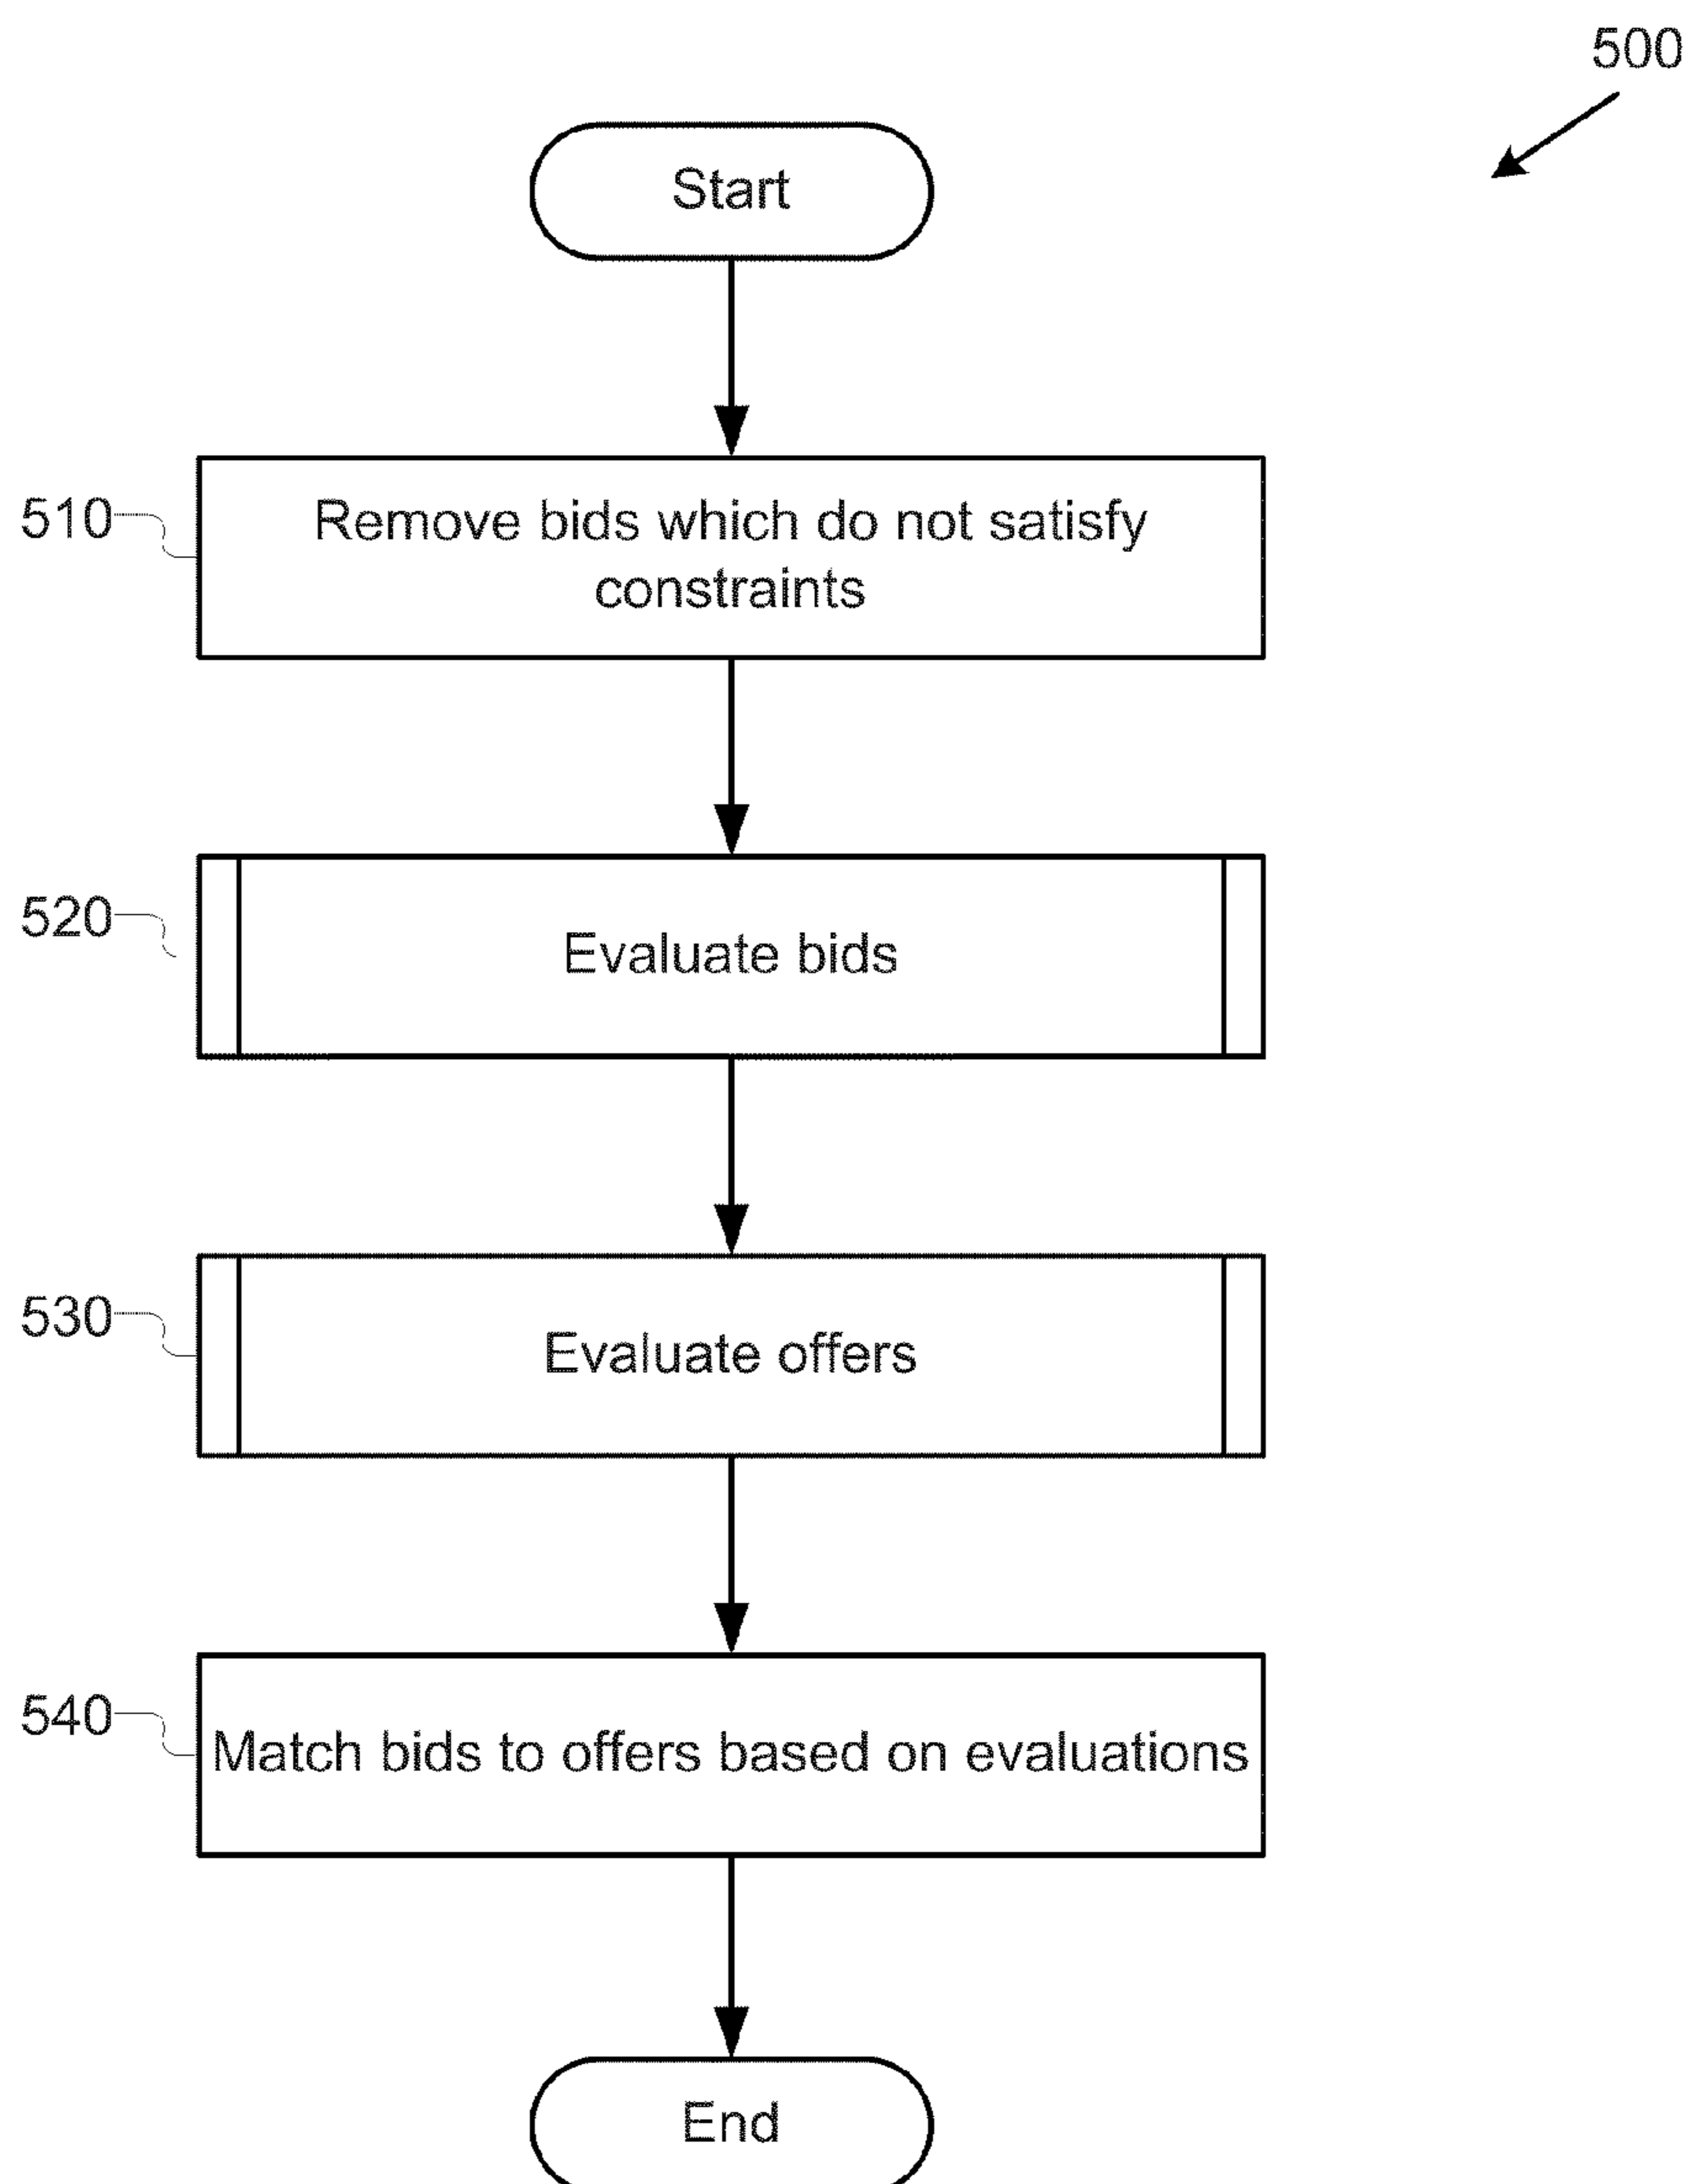 500
Start
510
Remove bids which do not satisfy
constraints
520
Evaluate bids
530
Evaluate offers
540
Match bids to offers based on evaluations
End